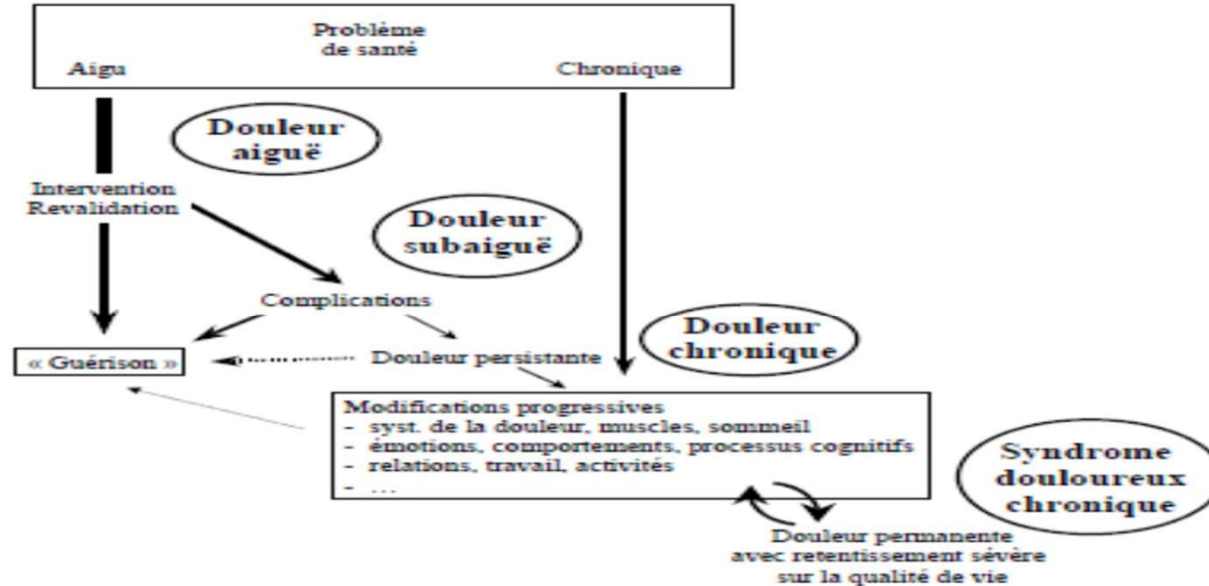 Problème
de santé
Aigu
Chronique
Douleur
aiguë
Intervention
Revalidation
Douleur
subaiguë
Complications
Douleur
chronique
« Guérison »
Douleur persistante
Modifications progressives
- syst. de la douleur, muscles, sommeil
- émotions, comportements, processus cognitifs
- relations, travail, activités
- ...
Syndrome
douloureux
chronique
Douleur permanente
avec retentissement sévère
sur la qualité de vie